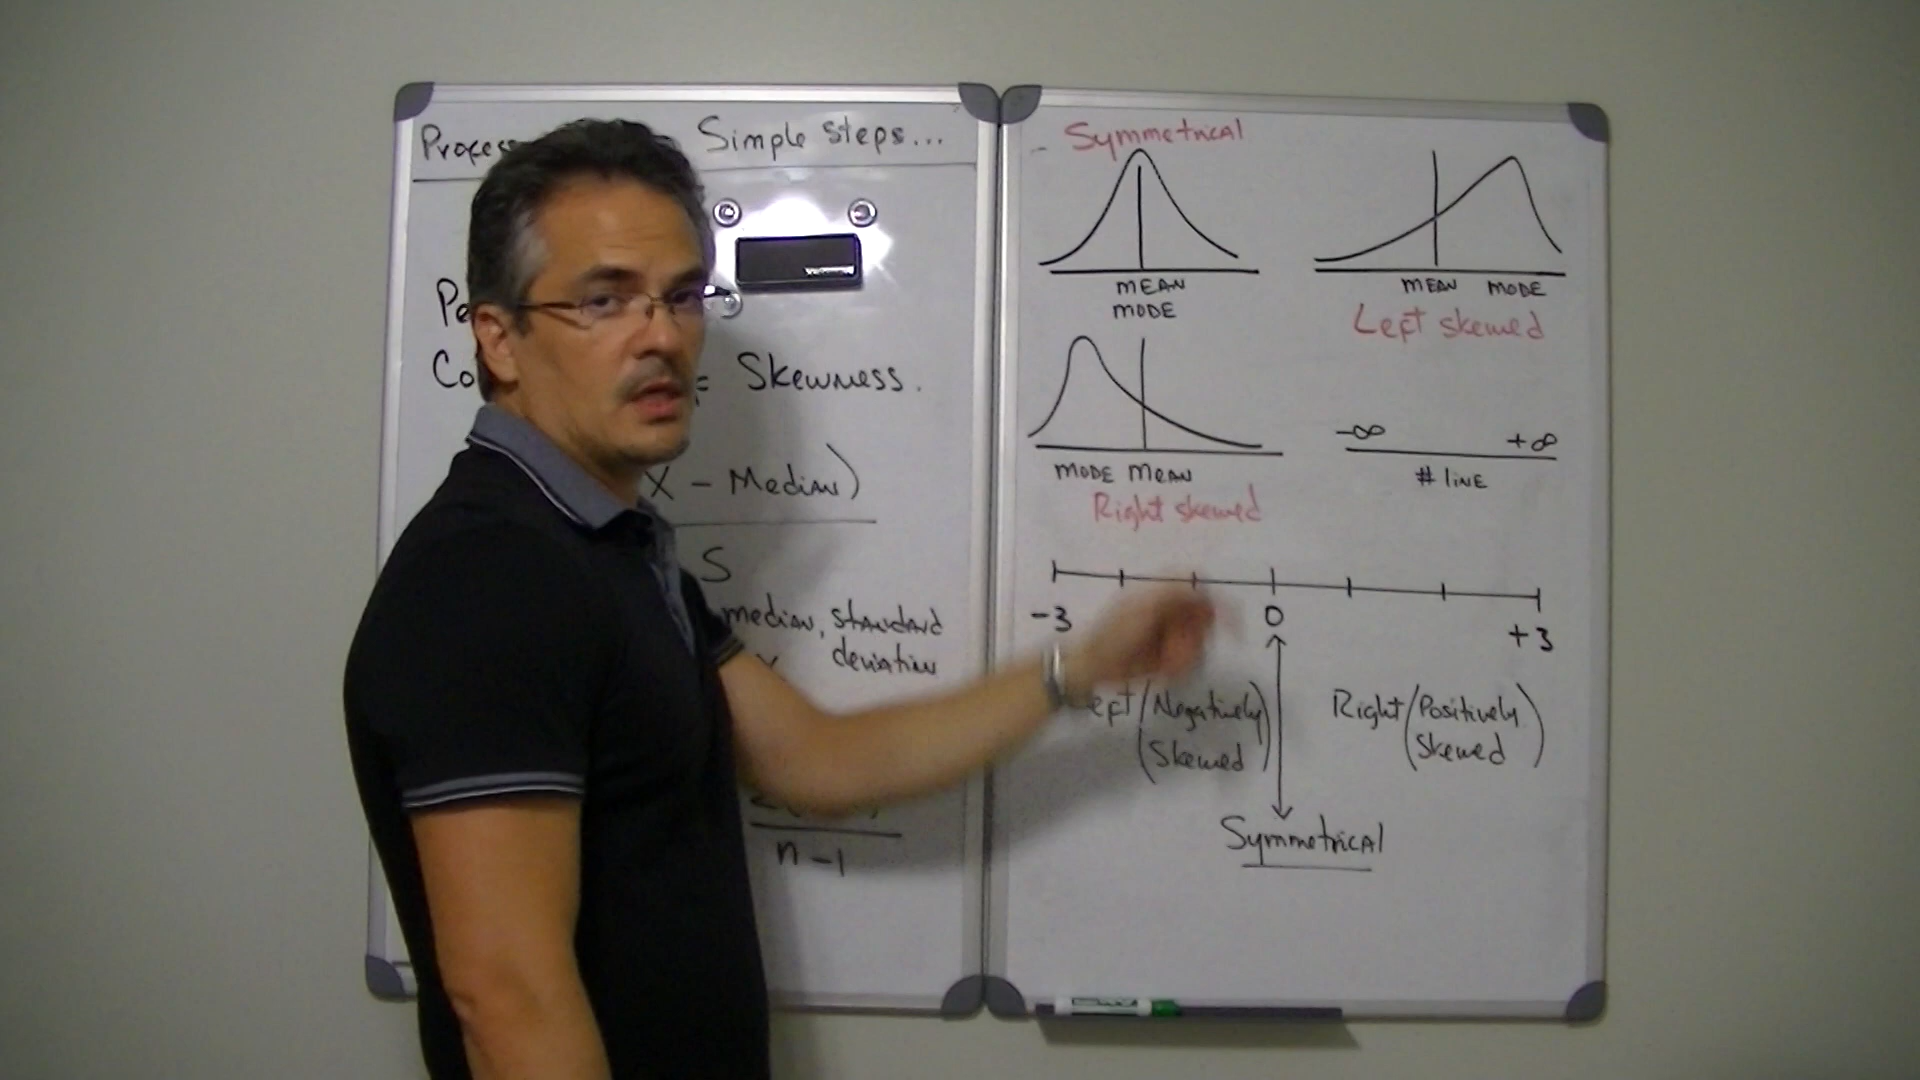 Simple Steps...
= Skewness.
X - Median)
S
median, standard
deviation
n-1
Symmetrical
MEAN
MODE
MEAN MODE
Left skewed
MODE MEAN
Right skewed
-∞ +∞
# LINE
-3 0 +3
(Negatively
Skewed)
Right (Positively
Skewed)
Symmetrical